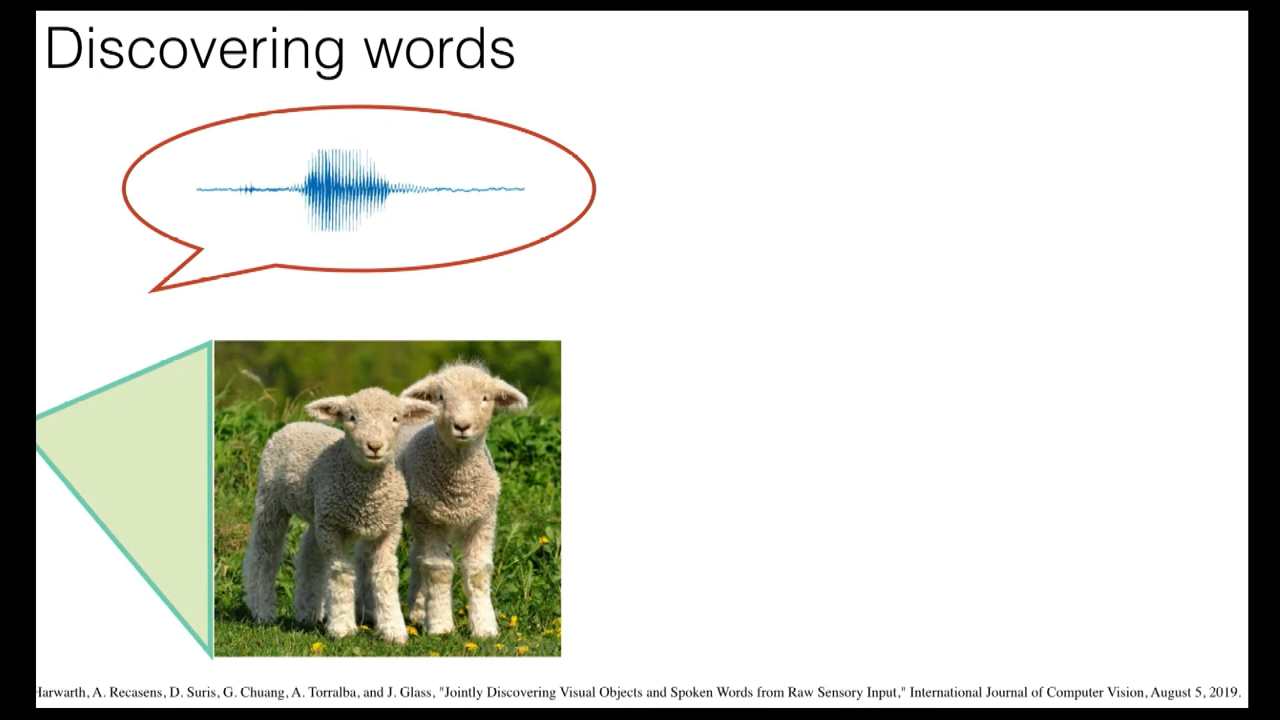 Discovering words
Harwarth, A. Recasens, D. Suris, G. Chuang, A. Torralba, and J. Glass, "Jointly Discovering Visual Objects and Spoken Words from Raw Sensory Input," International Journal of Computer Vision, August 5, 2019.